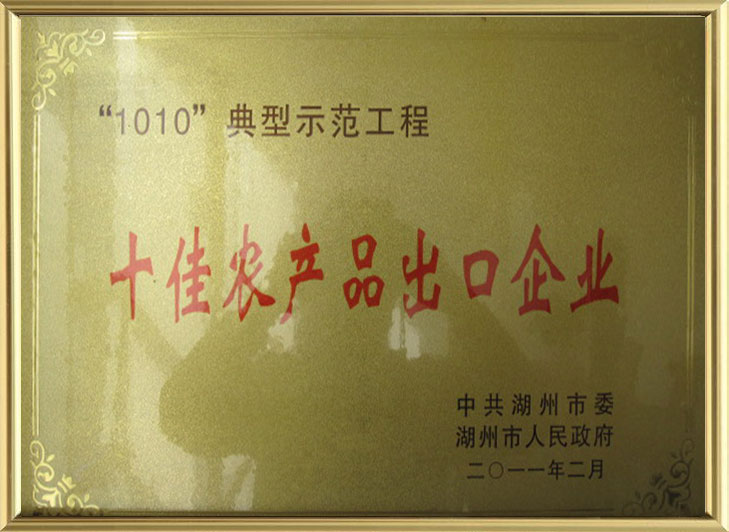 “1010”典型示范工程
十佳农产品出口企业
中共湖州市委
湖州市人民政府
二〇一一年二月